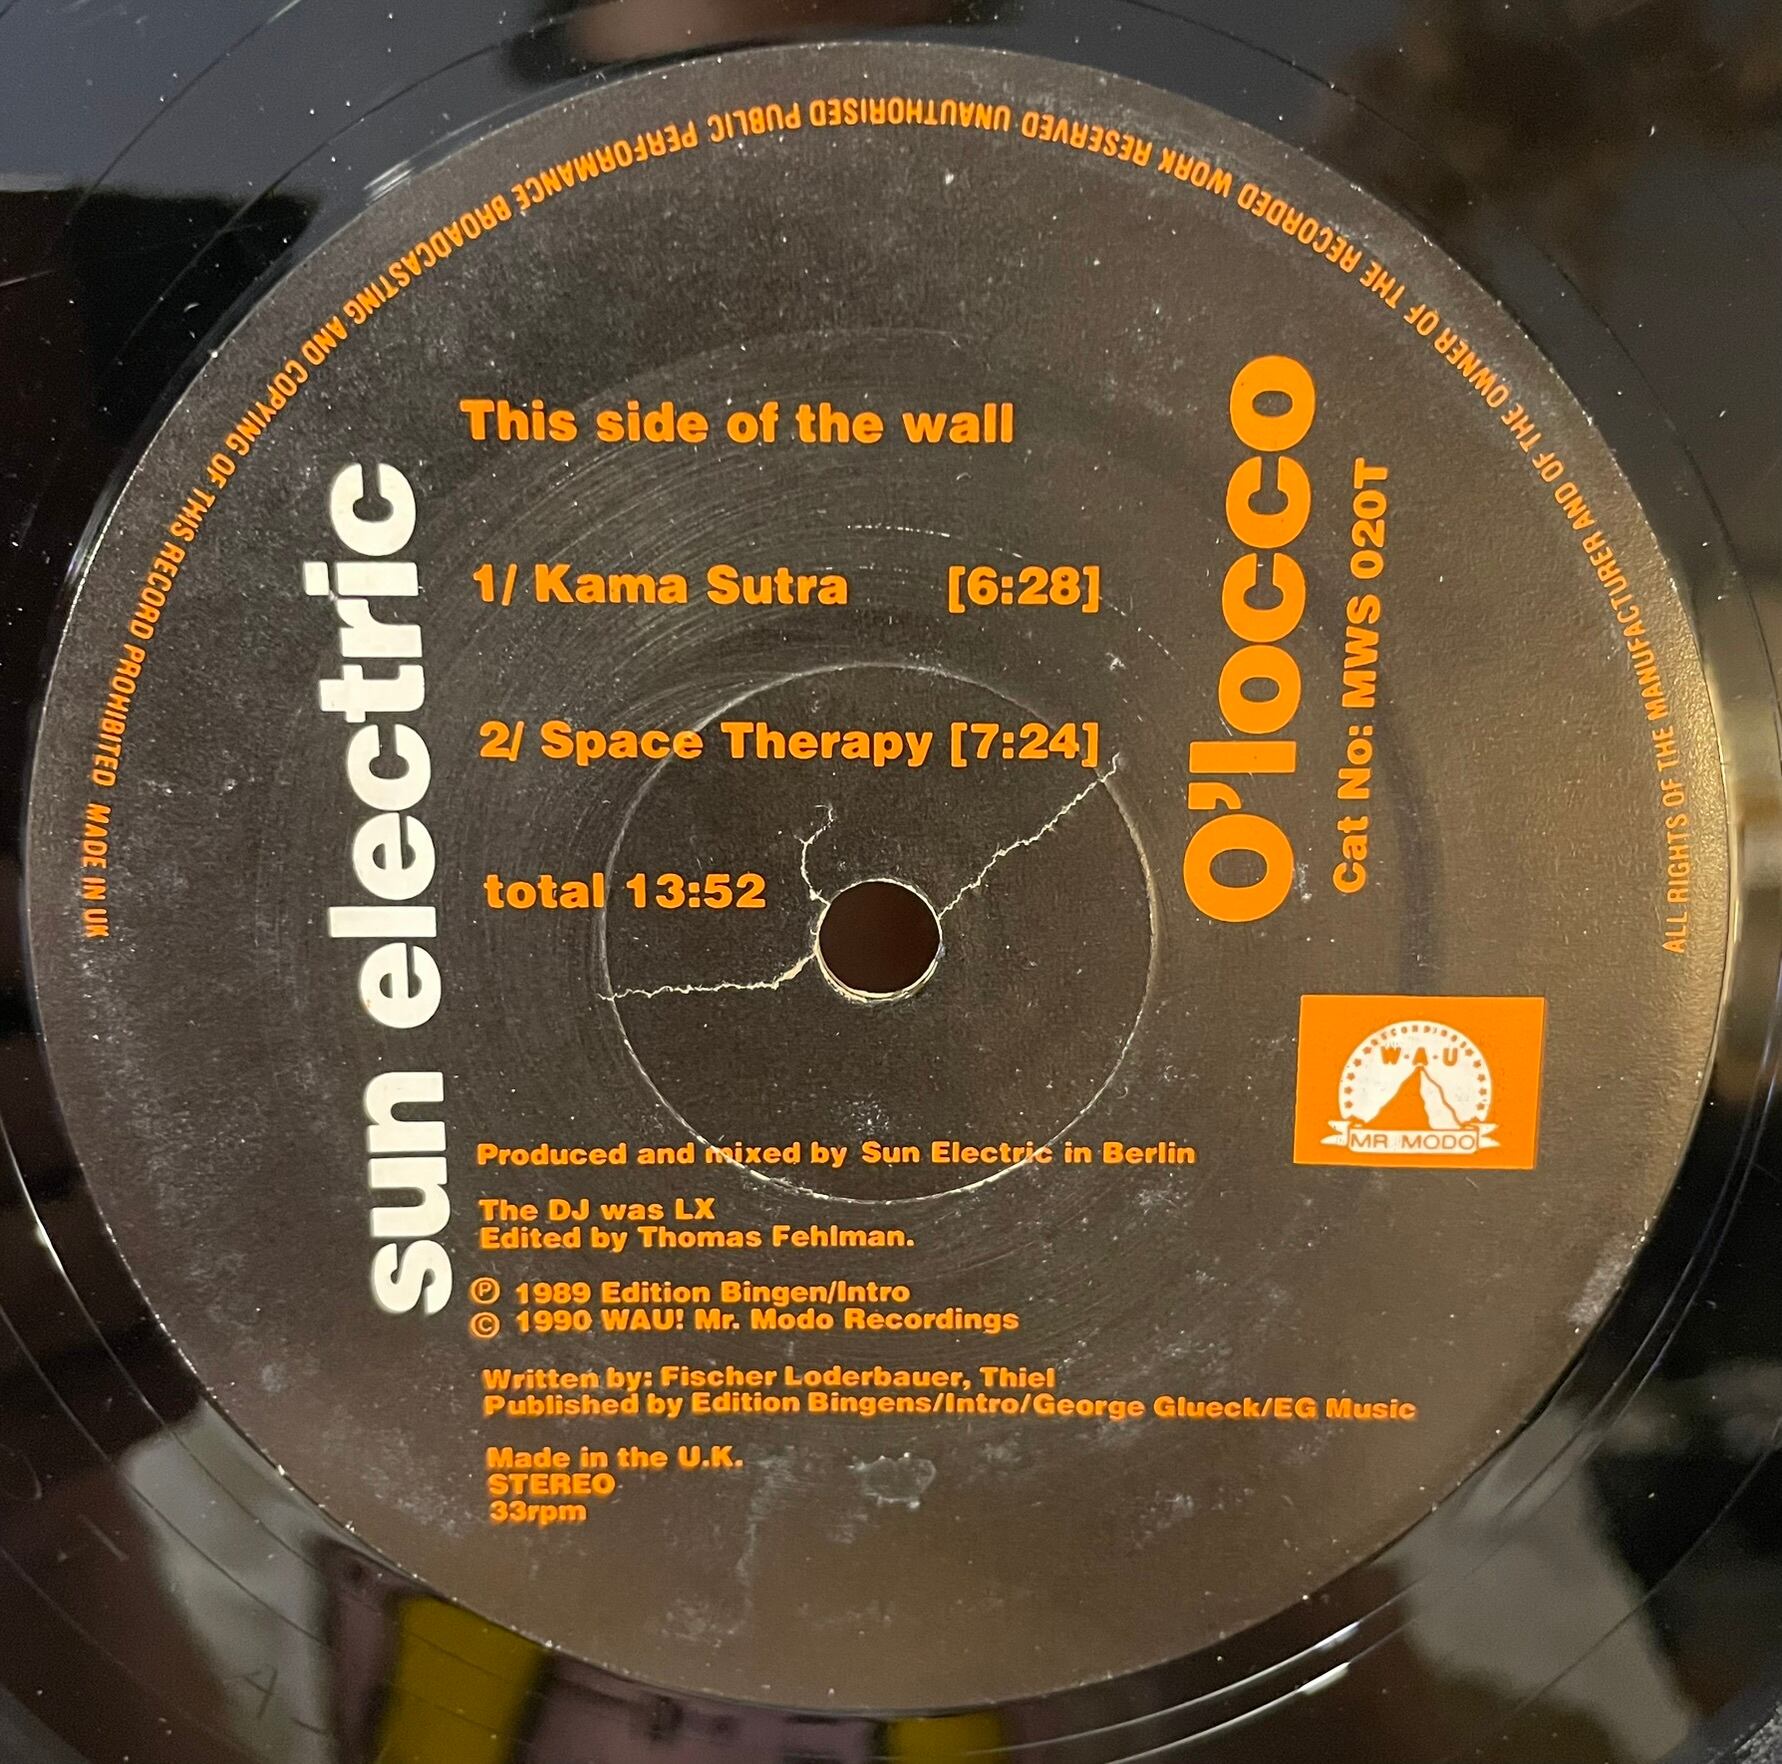 ALL RIGHTS OF THE MANUFACTURER AND OF THE OWNER OF THE RECORDED WORK RESERVED UNAUTHORISED PUBLIC PERFORMANCE BROADCASTING AND COPYING OF THIS RECORD PROHIBITED MADE IN UK
sun electric
This side of the wall
1/ Kama Sutra [6:28]
2/ Space Therapy [7:24]
total 13:52
O'locco
Cat No: MWS 020T
RECORDINGS
W·A·U
MR MODO
Produced and mixed by Sun Electric in Berlin
The DJ was LX
Edited by Thomas Fehlman.
Ⓟ 1989 Edition Bingen/Intro
© 1990 WAU! Mr. Modo Recordings
Written by: Fischer Loderbauer, Thiel
Published by Edition Bingens/Intro/George Glueck/EG Music
Made in the U.K.
STEREO
33rpm
A